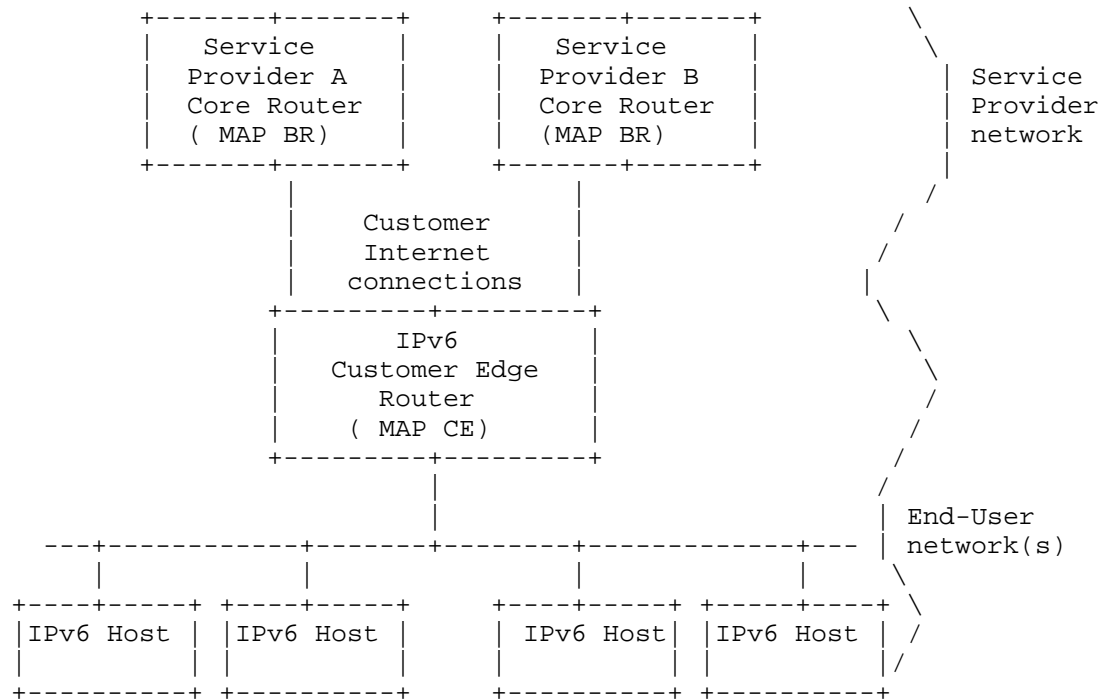 Service Service
Provider A Provider B Service
Core Router Core Router Provider
( MAP BR) (MAP BR) network
Customer
Internet
connections
IPv6
Customer Edge
Router
( MAP CE)
End-User
network(s)
IPv6 Host IPv6 Host IPv6 Host IPv6 Host